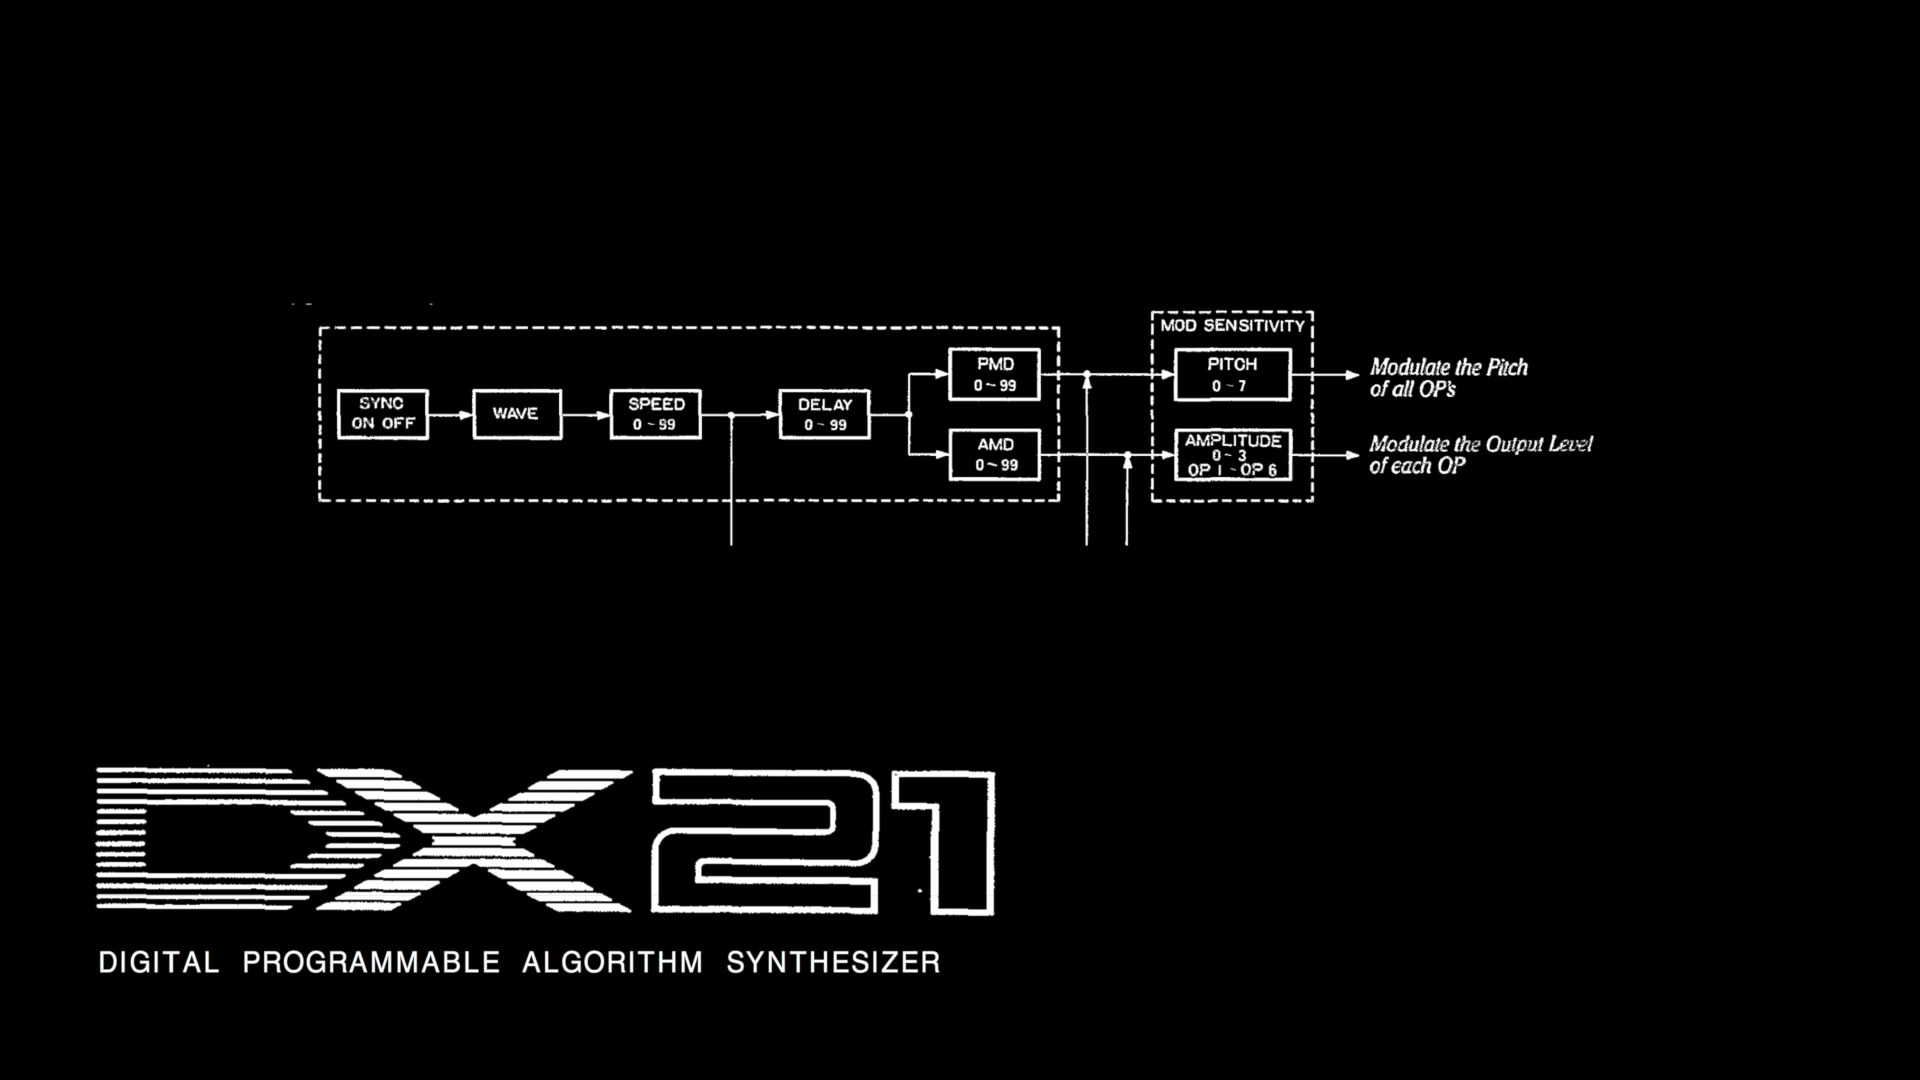 MOD SENSITIVITY
SYNC
ON OFF
WAVE
SPEED
0 ~ 99
DELAY
0 ~ 99
PMD
0 ~ 99
AMD
0 ~ 99
PITCH
0 ~ 7
AMPLITUDE
0 ~ 3
OP 1 ~ OP 6
Modulate the Pitch
of all OP's
Modulate the Output Level
of each OP
DX21
DIGITAL PROGRAMMABLE ALGORITHM SYNTHESIZER